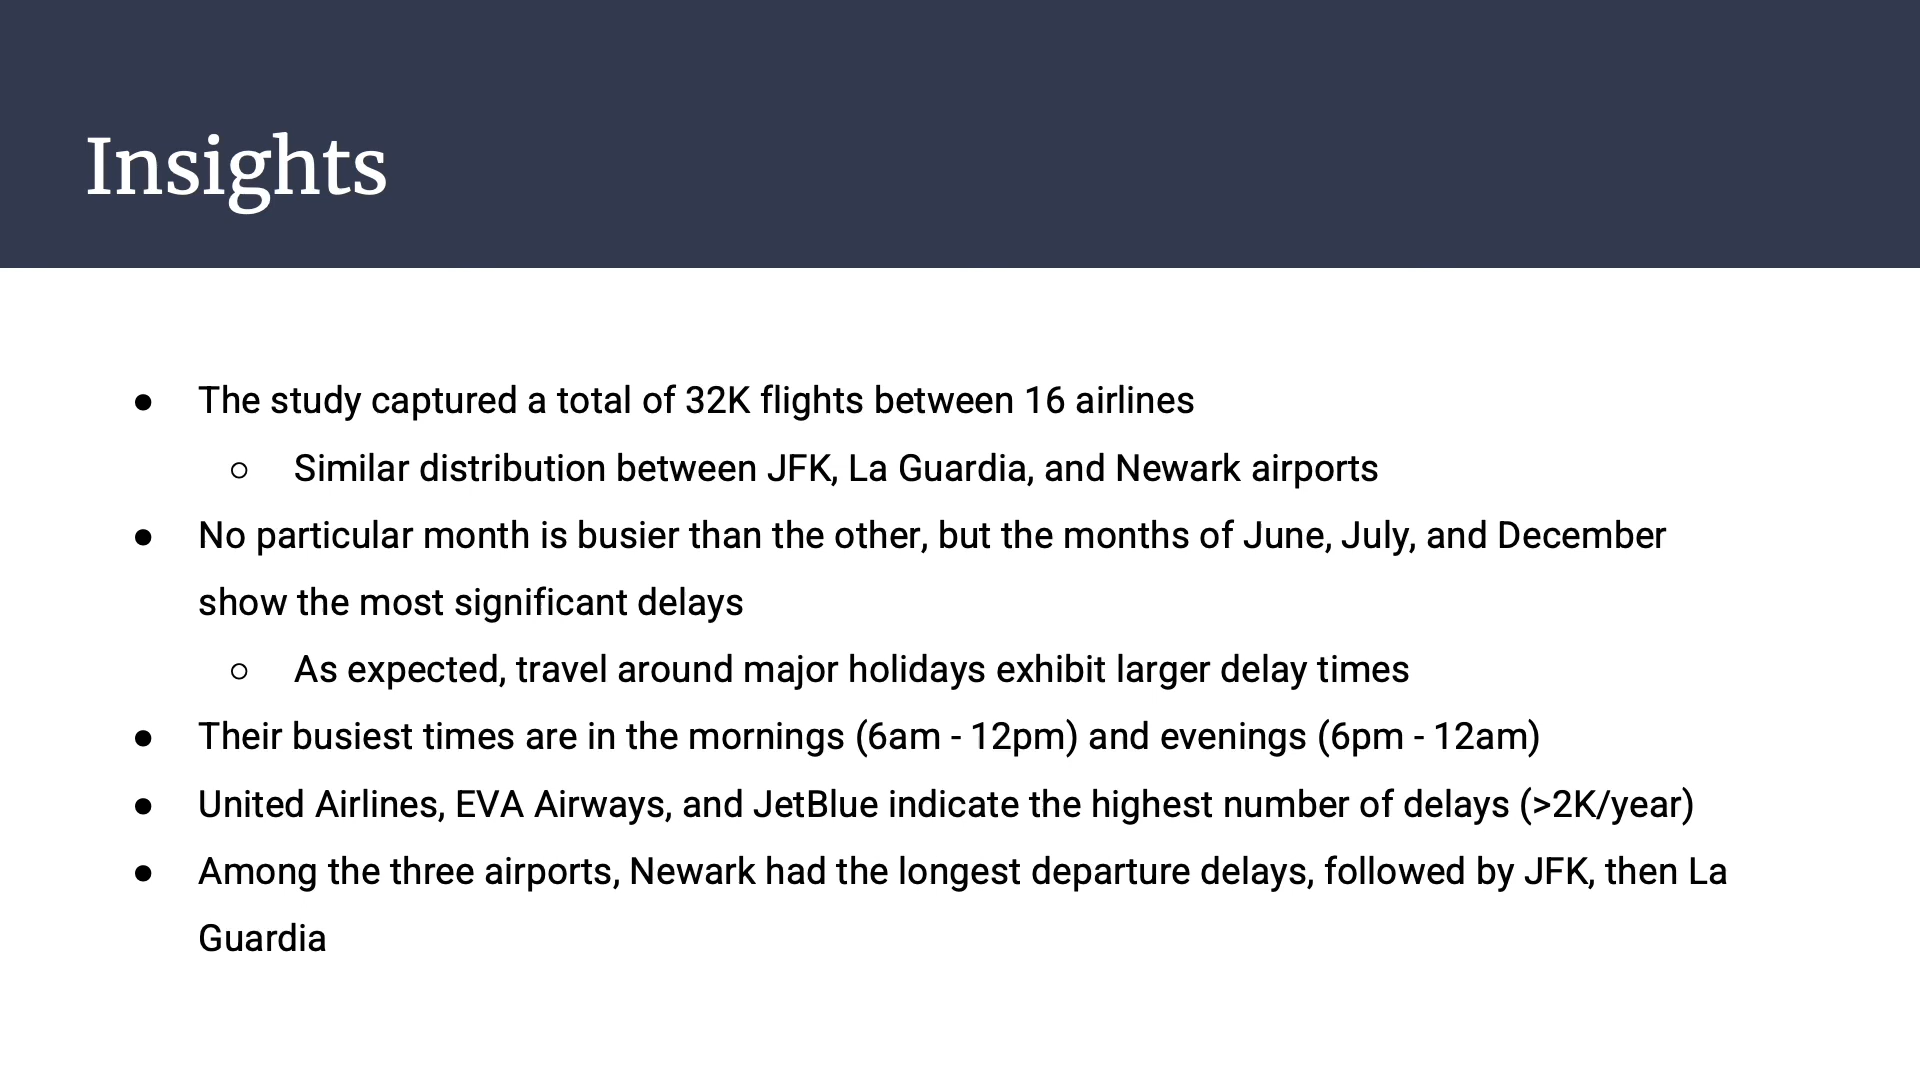 Insights
● The study captured a total of 32K flights between 16 airlines
○ Similar distribution between JFK, La Guardia, and Newark airports
● No particular month is busier than the other, but the months of June, July, and December
show the most significant delays
○ As expected, travel around major holidays exhibit larger delay times
● Their busiest times are in the mornings (6am - 12pm) and evenings (6pm - 12am)
● United Airlines, EVA Airways, and JetBlue indicate the highest number of delays (>2K/year)
● Among the three airports, Newark had the longest departure delays, followed by JFK, then La
Guardia